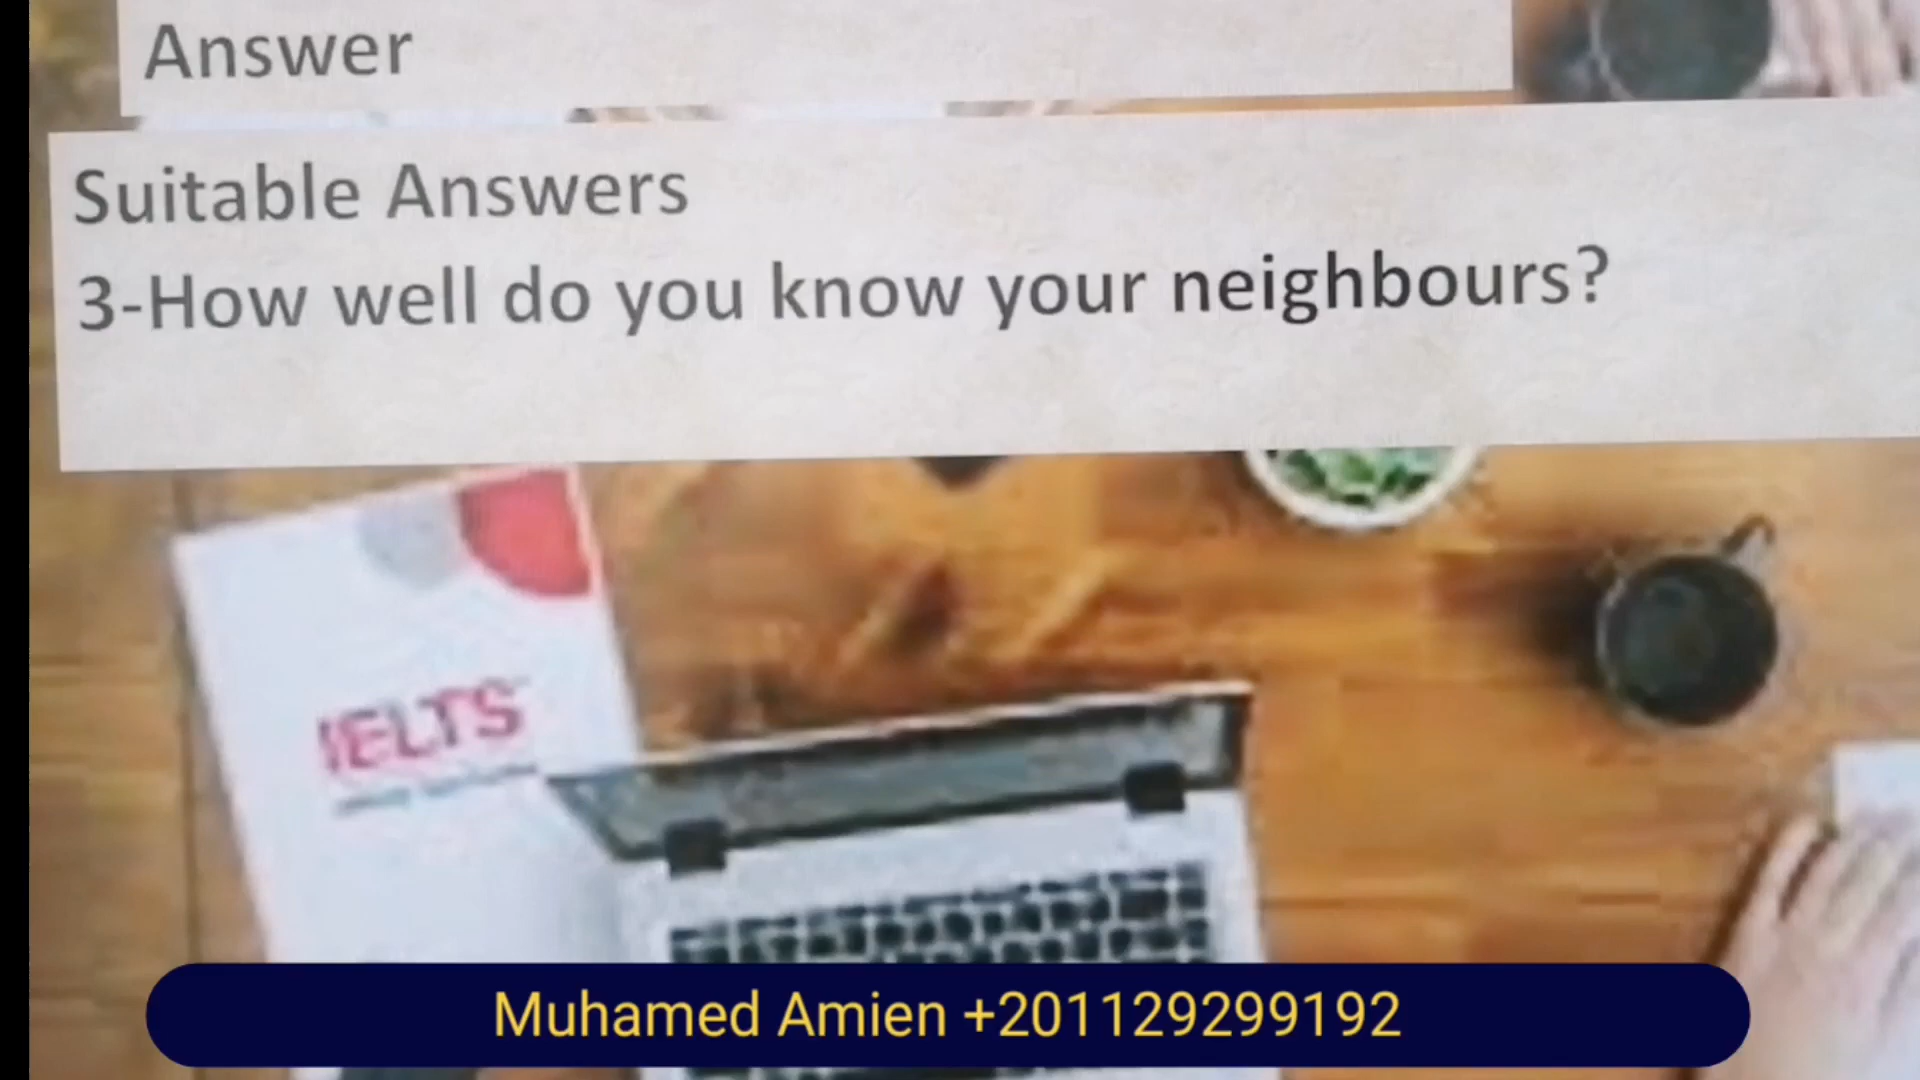 Answer
Suitable Answers
3-How well do you know your neighbours?
IELTS
Muhamed Amien +201129299192